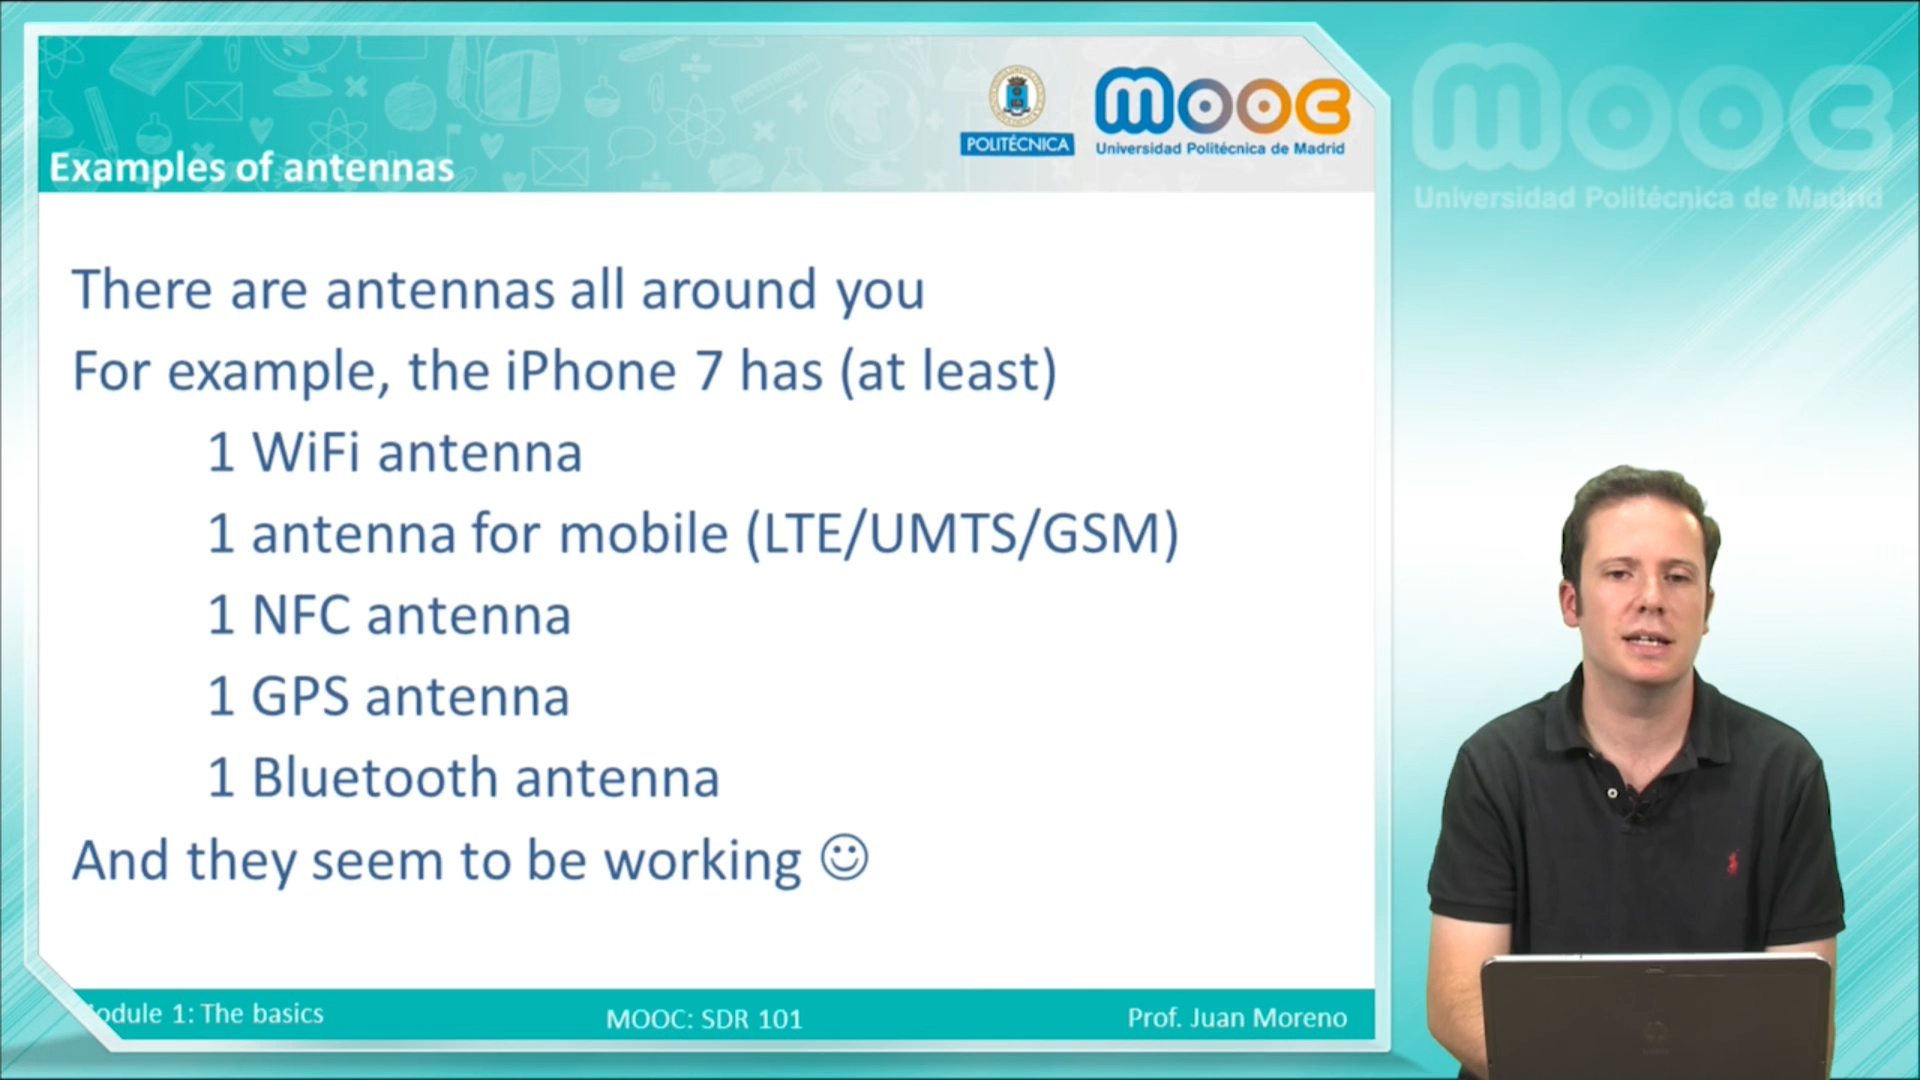 POLITÉCNICA
mooc
Universidad Politécnica de Madrid
mooc
Universidad Politécnica de Madrid
Examples of antennas
There are antennas all around you
For example, the iPhone 7 has (at least)
1 WiFi antenna
1 antenna for mobile (LTE/UMTS/GSM)
1 NFC antenna
1 GPS antenna
1 Bluetooth antenna
And they seem to be working ☺
odule 1: The basics
MOOC: SDR 101
Prof. Juan Moreno